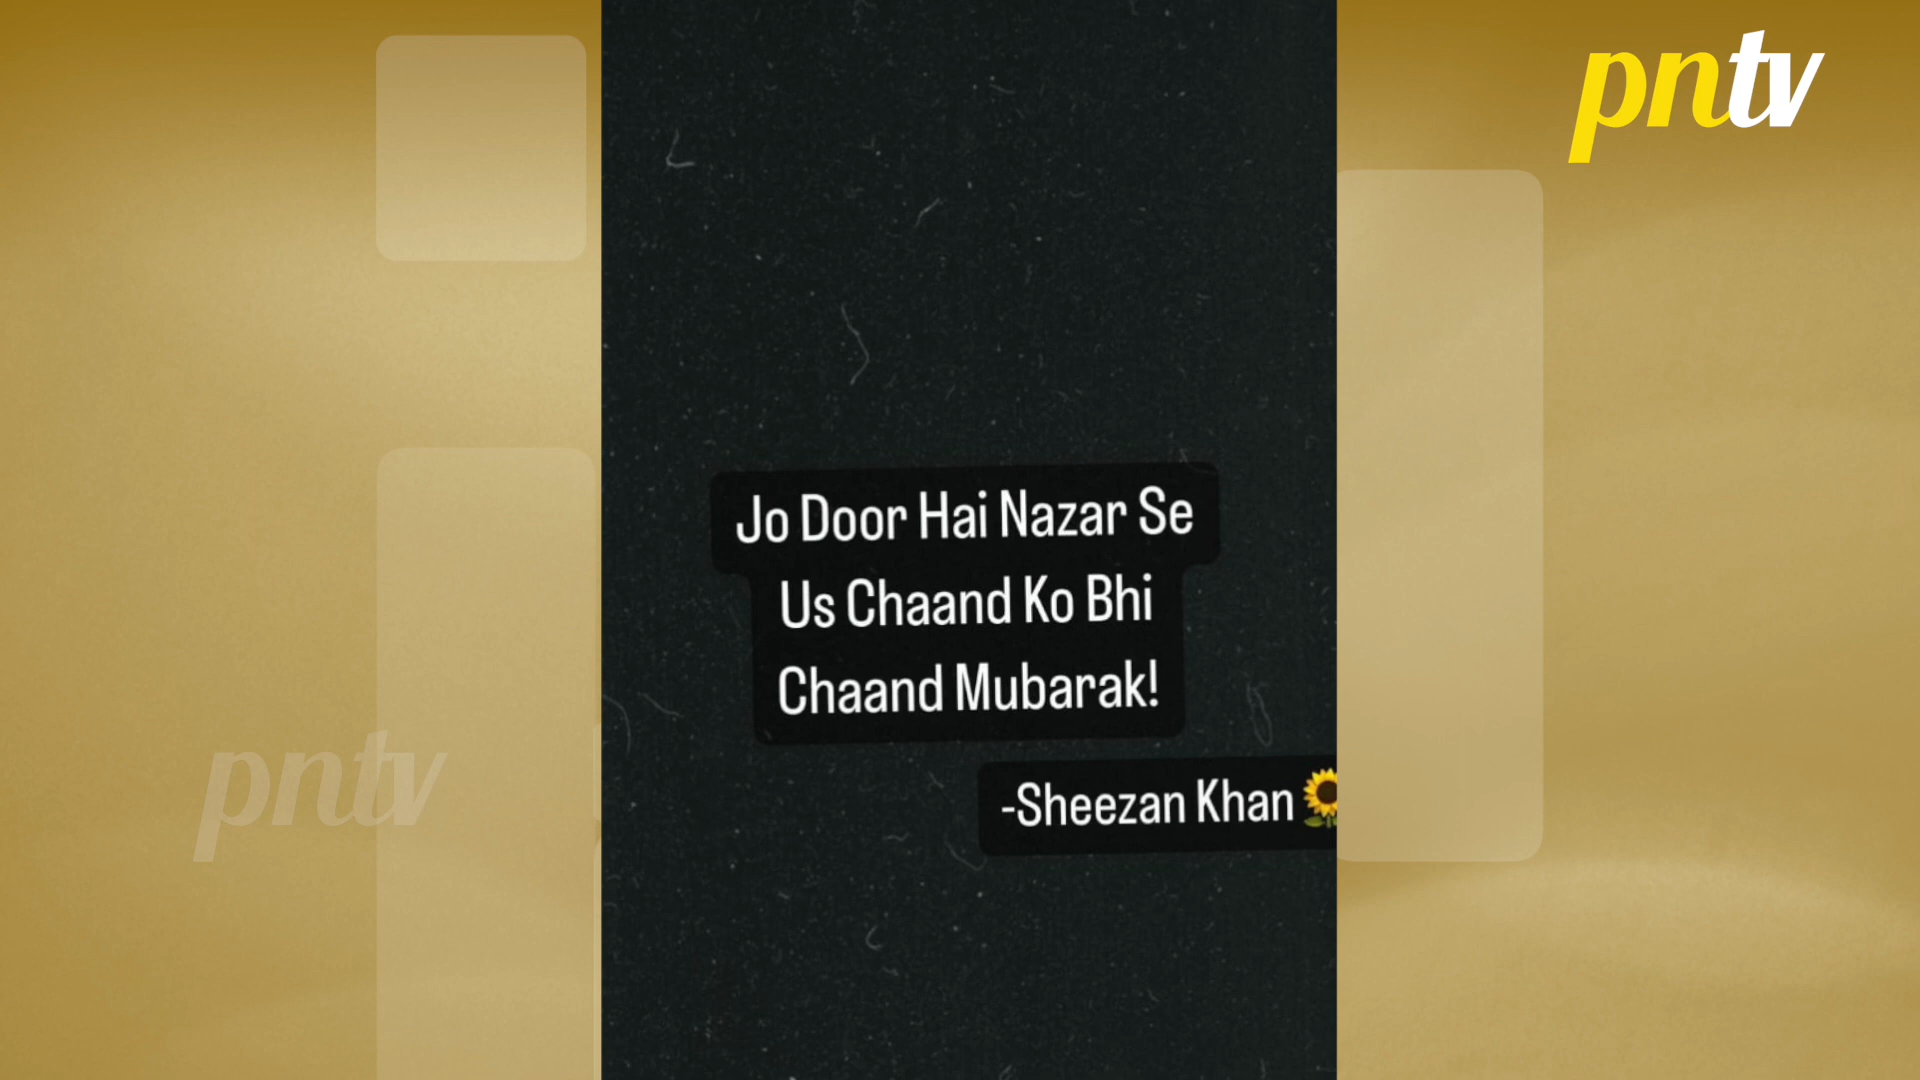 pntv
Jo Door Hai Nazar Se
Us Chaand Ko Bhi
Chaand Mubarak!
-Sheezan Khan🌻
pntv